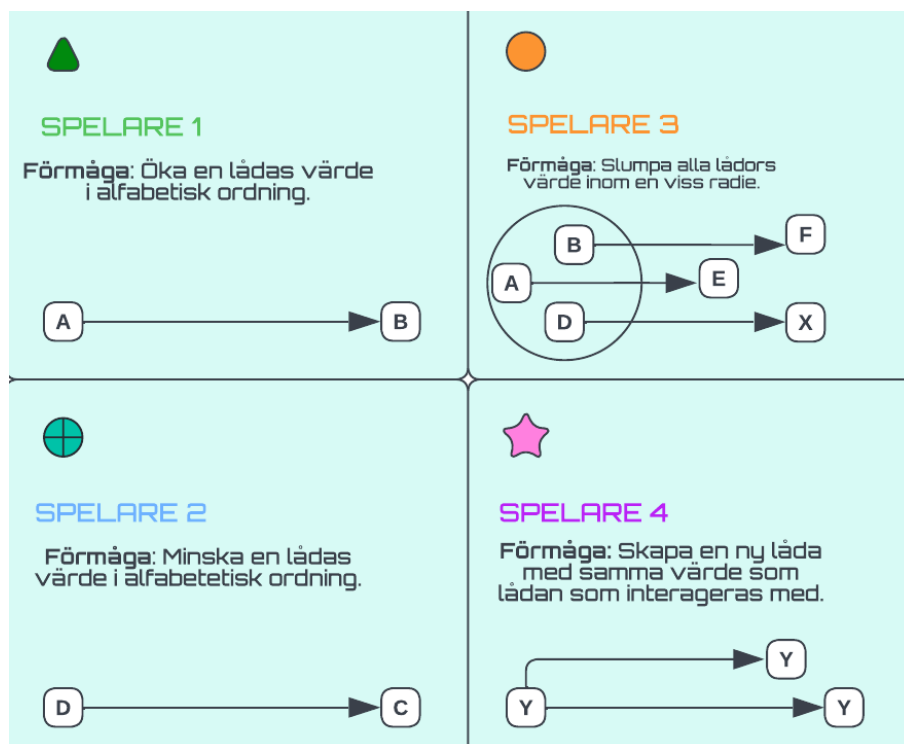 SPELARE 1
Förmåga: Öka en lådas värde
i alfabetisk ordning.
A
B
SPELARE 3
Förmåga: Slumpa alla lådors
värde inom en viss radie.
B
F
A
E
D
X
SPELARE 2
Förmåga: Minska en lådas
värde i alfabetetisk ordning.
D
C
SPELARE 4
Förmåga: Skapa en ny låda
med samma värde som
lådan som interageras med.
Y
Y
Y